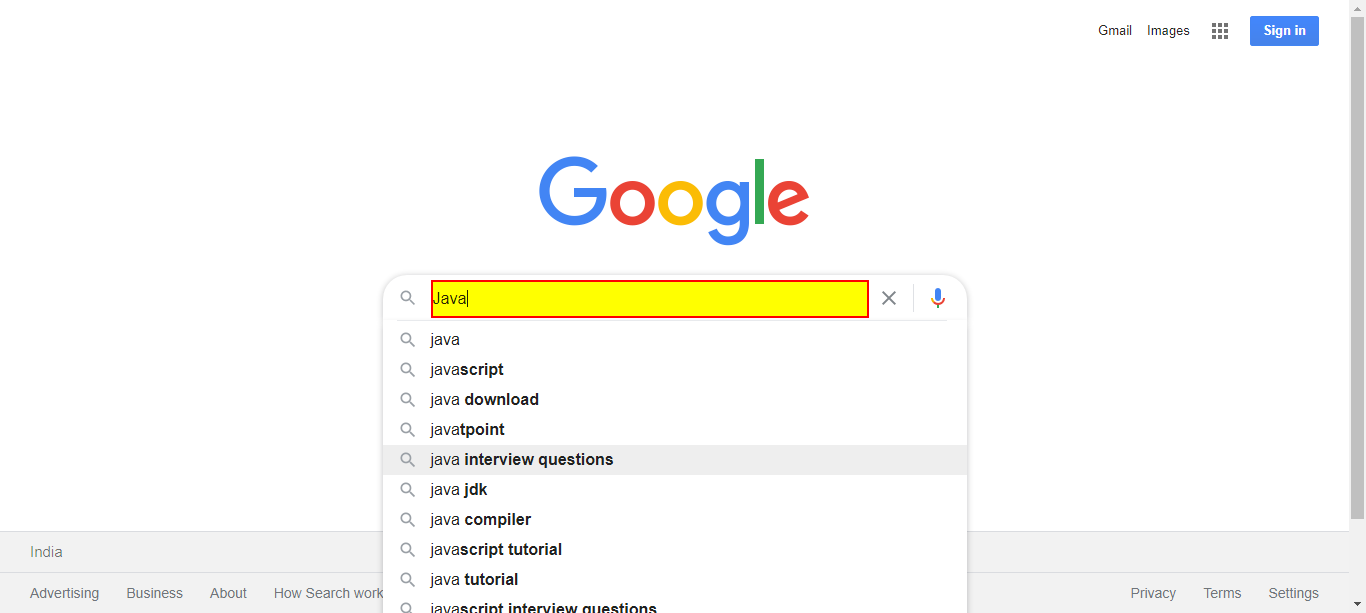 Gmail Images Sign in
Google
Java
java
javascript
java download
javatpoint
java interview questions
java jdk
java compiler
javascript tutorial
java tutorial
javascript interview questions
India
Advertising Business About How Search work
Privacy Terms Settings